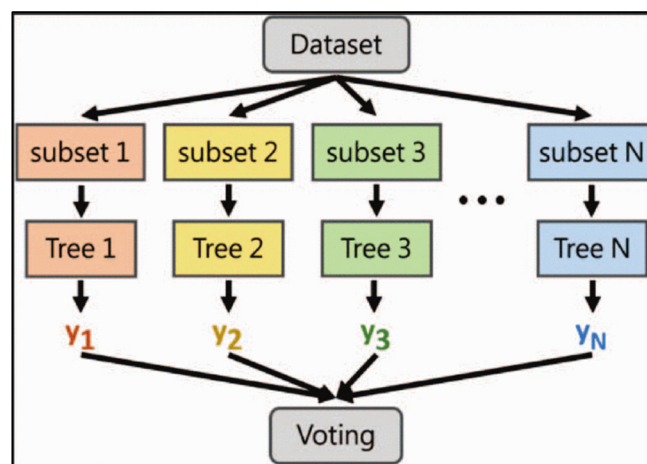 Dataset
subset 1 subset 2 subset 3 subset N
...
Tree 1 Tree 2 Tree 3 Tree N
y1 y2 y3 yN
Voting